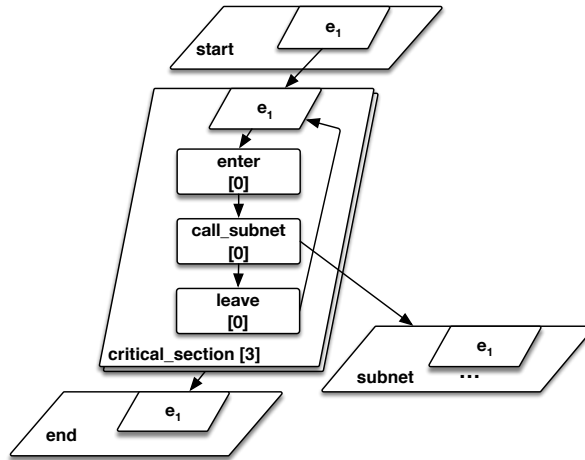 e₁
start
e₁
enter
[0]
call_subnet
[0]
leave
[0]
critical_section [3]
e₁
subnet
...
e₁
end